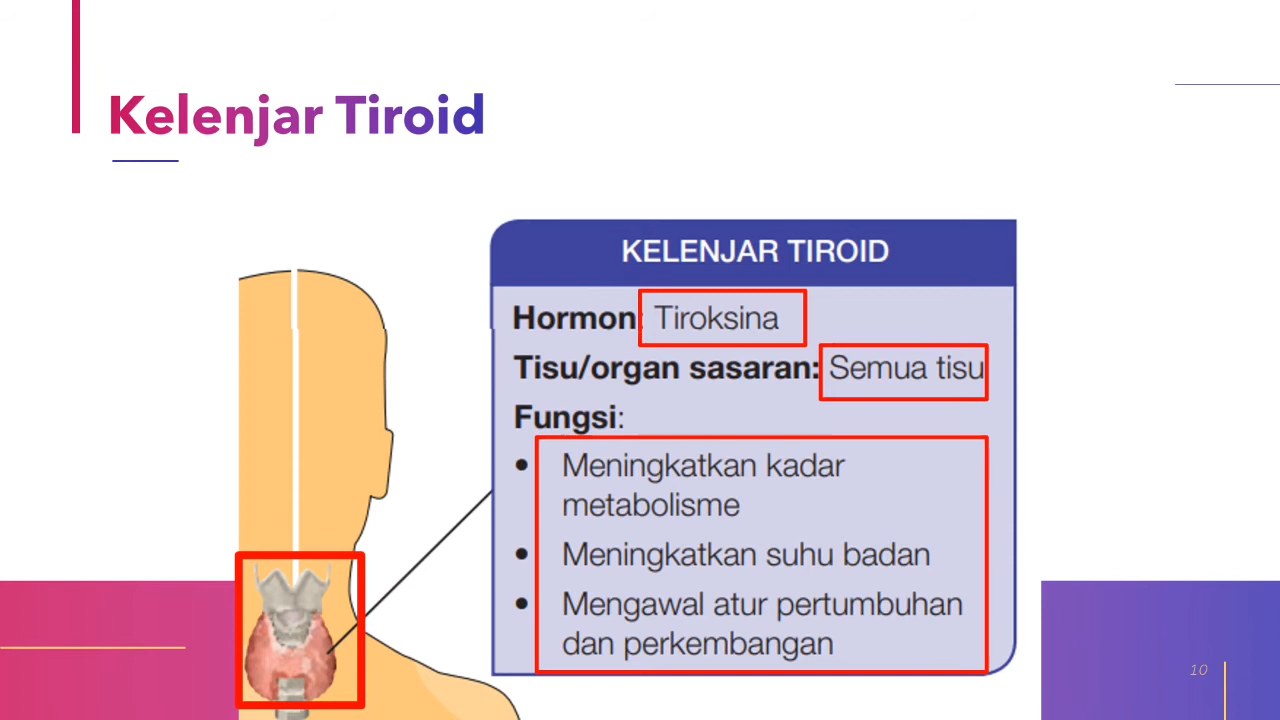 Kelenjar Tiroid
KELENJAR TIROID
Hormon: Tiroksina
Tisu/organ sasaran: Semua tisu
Fungsi:
• Meningkatkan kadar
metabolisme
• Meningkatkan suhu badan
• Mengawal atur pertumbuhan
dan perkembangan
10